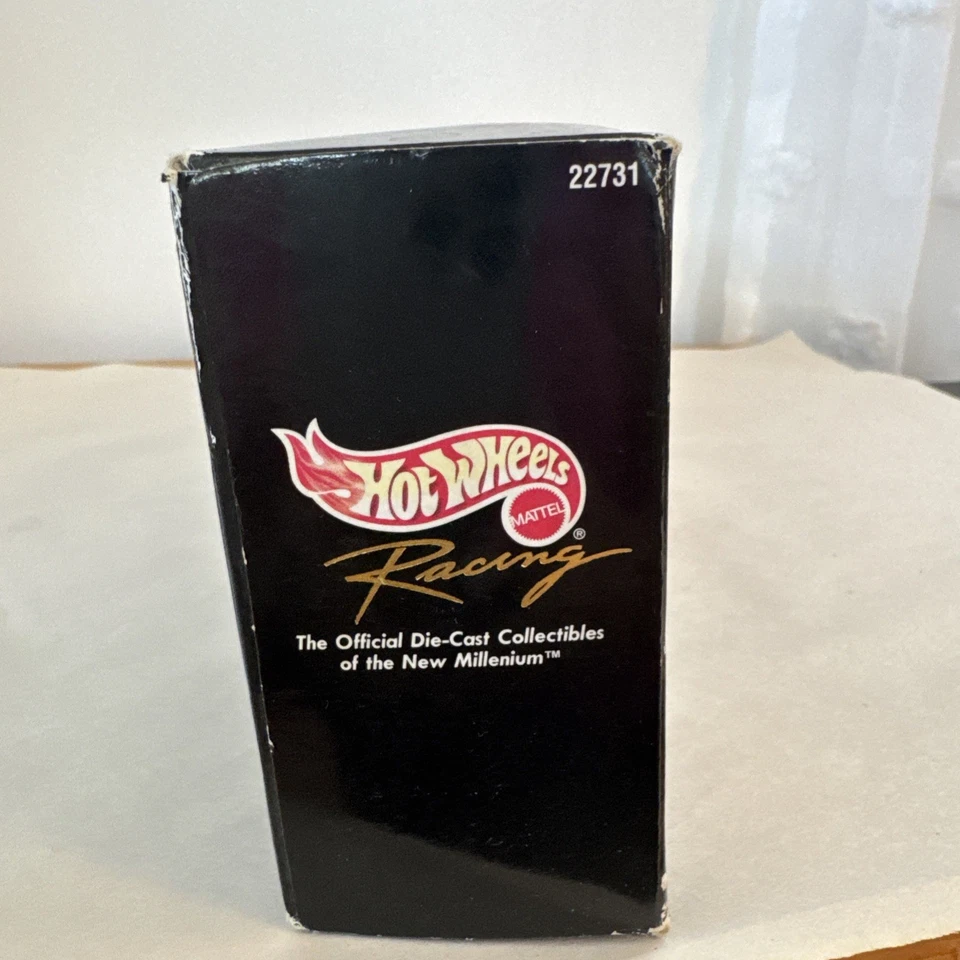 22731
HOT WHEELS
MATTEL
®
Racing
The Official Die-Cast Collectibles
of the New Millenium™